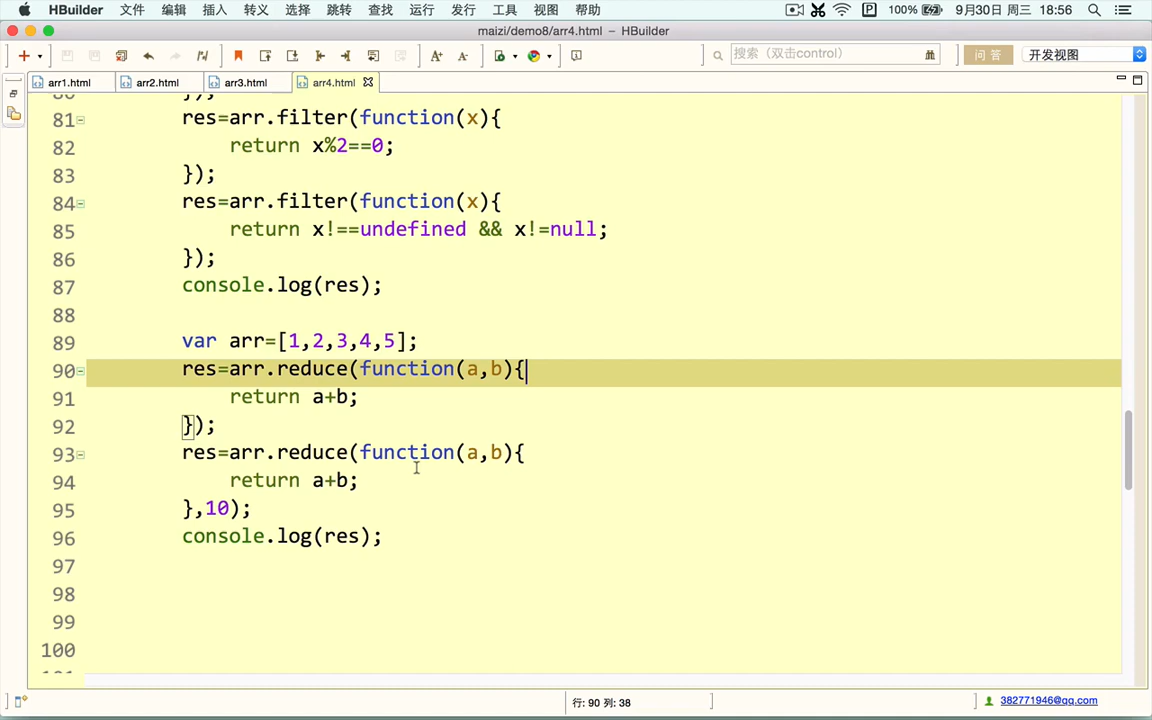 HBuilder 文件 编辑 插入 转义 选择 跳转 查找 运行 发行 工具 视图 帮助 100% 9月30日 周三 18:56
maizi/demo8/arr4.html – HBuilder
搜索（双击control） 问 答 开发视图
arr1.html arr2.html arr3.html arr4.html
80 });
81 res=arr.filter(function(x){
82 return x%2==0;
83 });
84 res=arr.filter(function(x){
85 return x!==undefined && x!=null;
86 });
87 console.log(res);
88
89 var arr=[1,2,3,4,5];
90 res=arr.reduce(function(a,b){
91 return a+b;
92 });
93 res=arr.reduce(function(a,b){
94 return a+b;
95 },10);
96 console.log(res);
97
98
99
100
行: 90 列: 38 382771946@qq.com